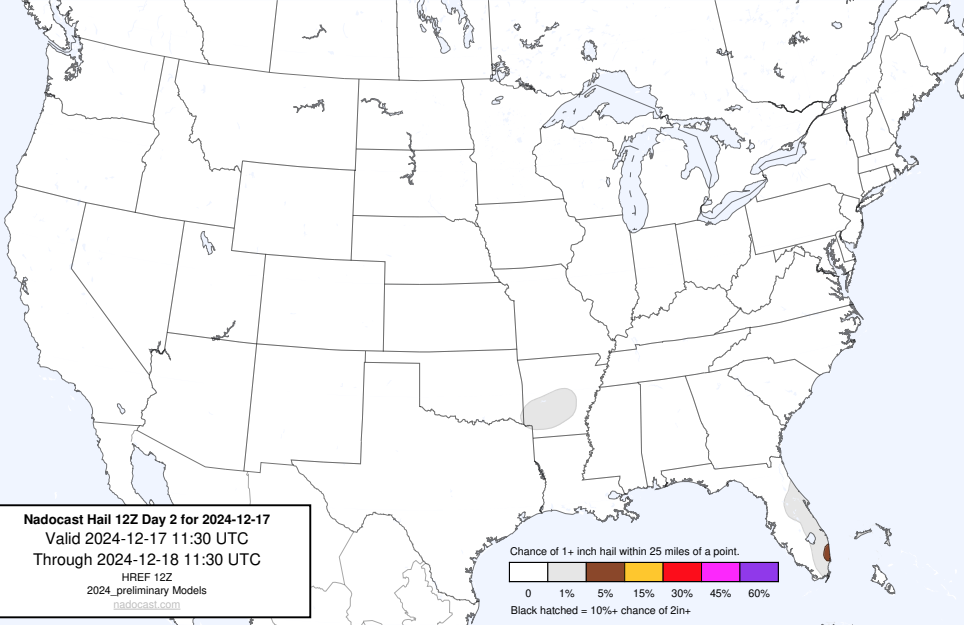 Nadocast Hail 12Z Day 2 for 2024-12-17
Valid 2024-12-17 11:30 UTC
Through 2024-12-18 11:30 UTC
HREF 12Z
2024_preliminary Models
nadocast.com
Chance of 1+ inch hail within 25 miles of a point.
0 1% 5% 15% 30% 45% 60%
Black hatched = 10%+ chance of 2in+